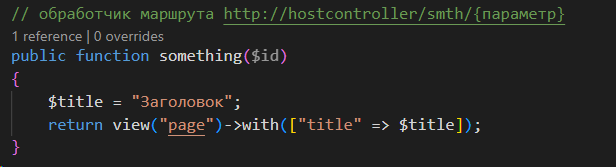 // обработчик маршрута http://hostcontroller/smth/{параметр}
1 reference | 0 overrides
public function something($id)
{
    $title = "Заголовок";
    return view("page")->with(["title" => $title]);
}